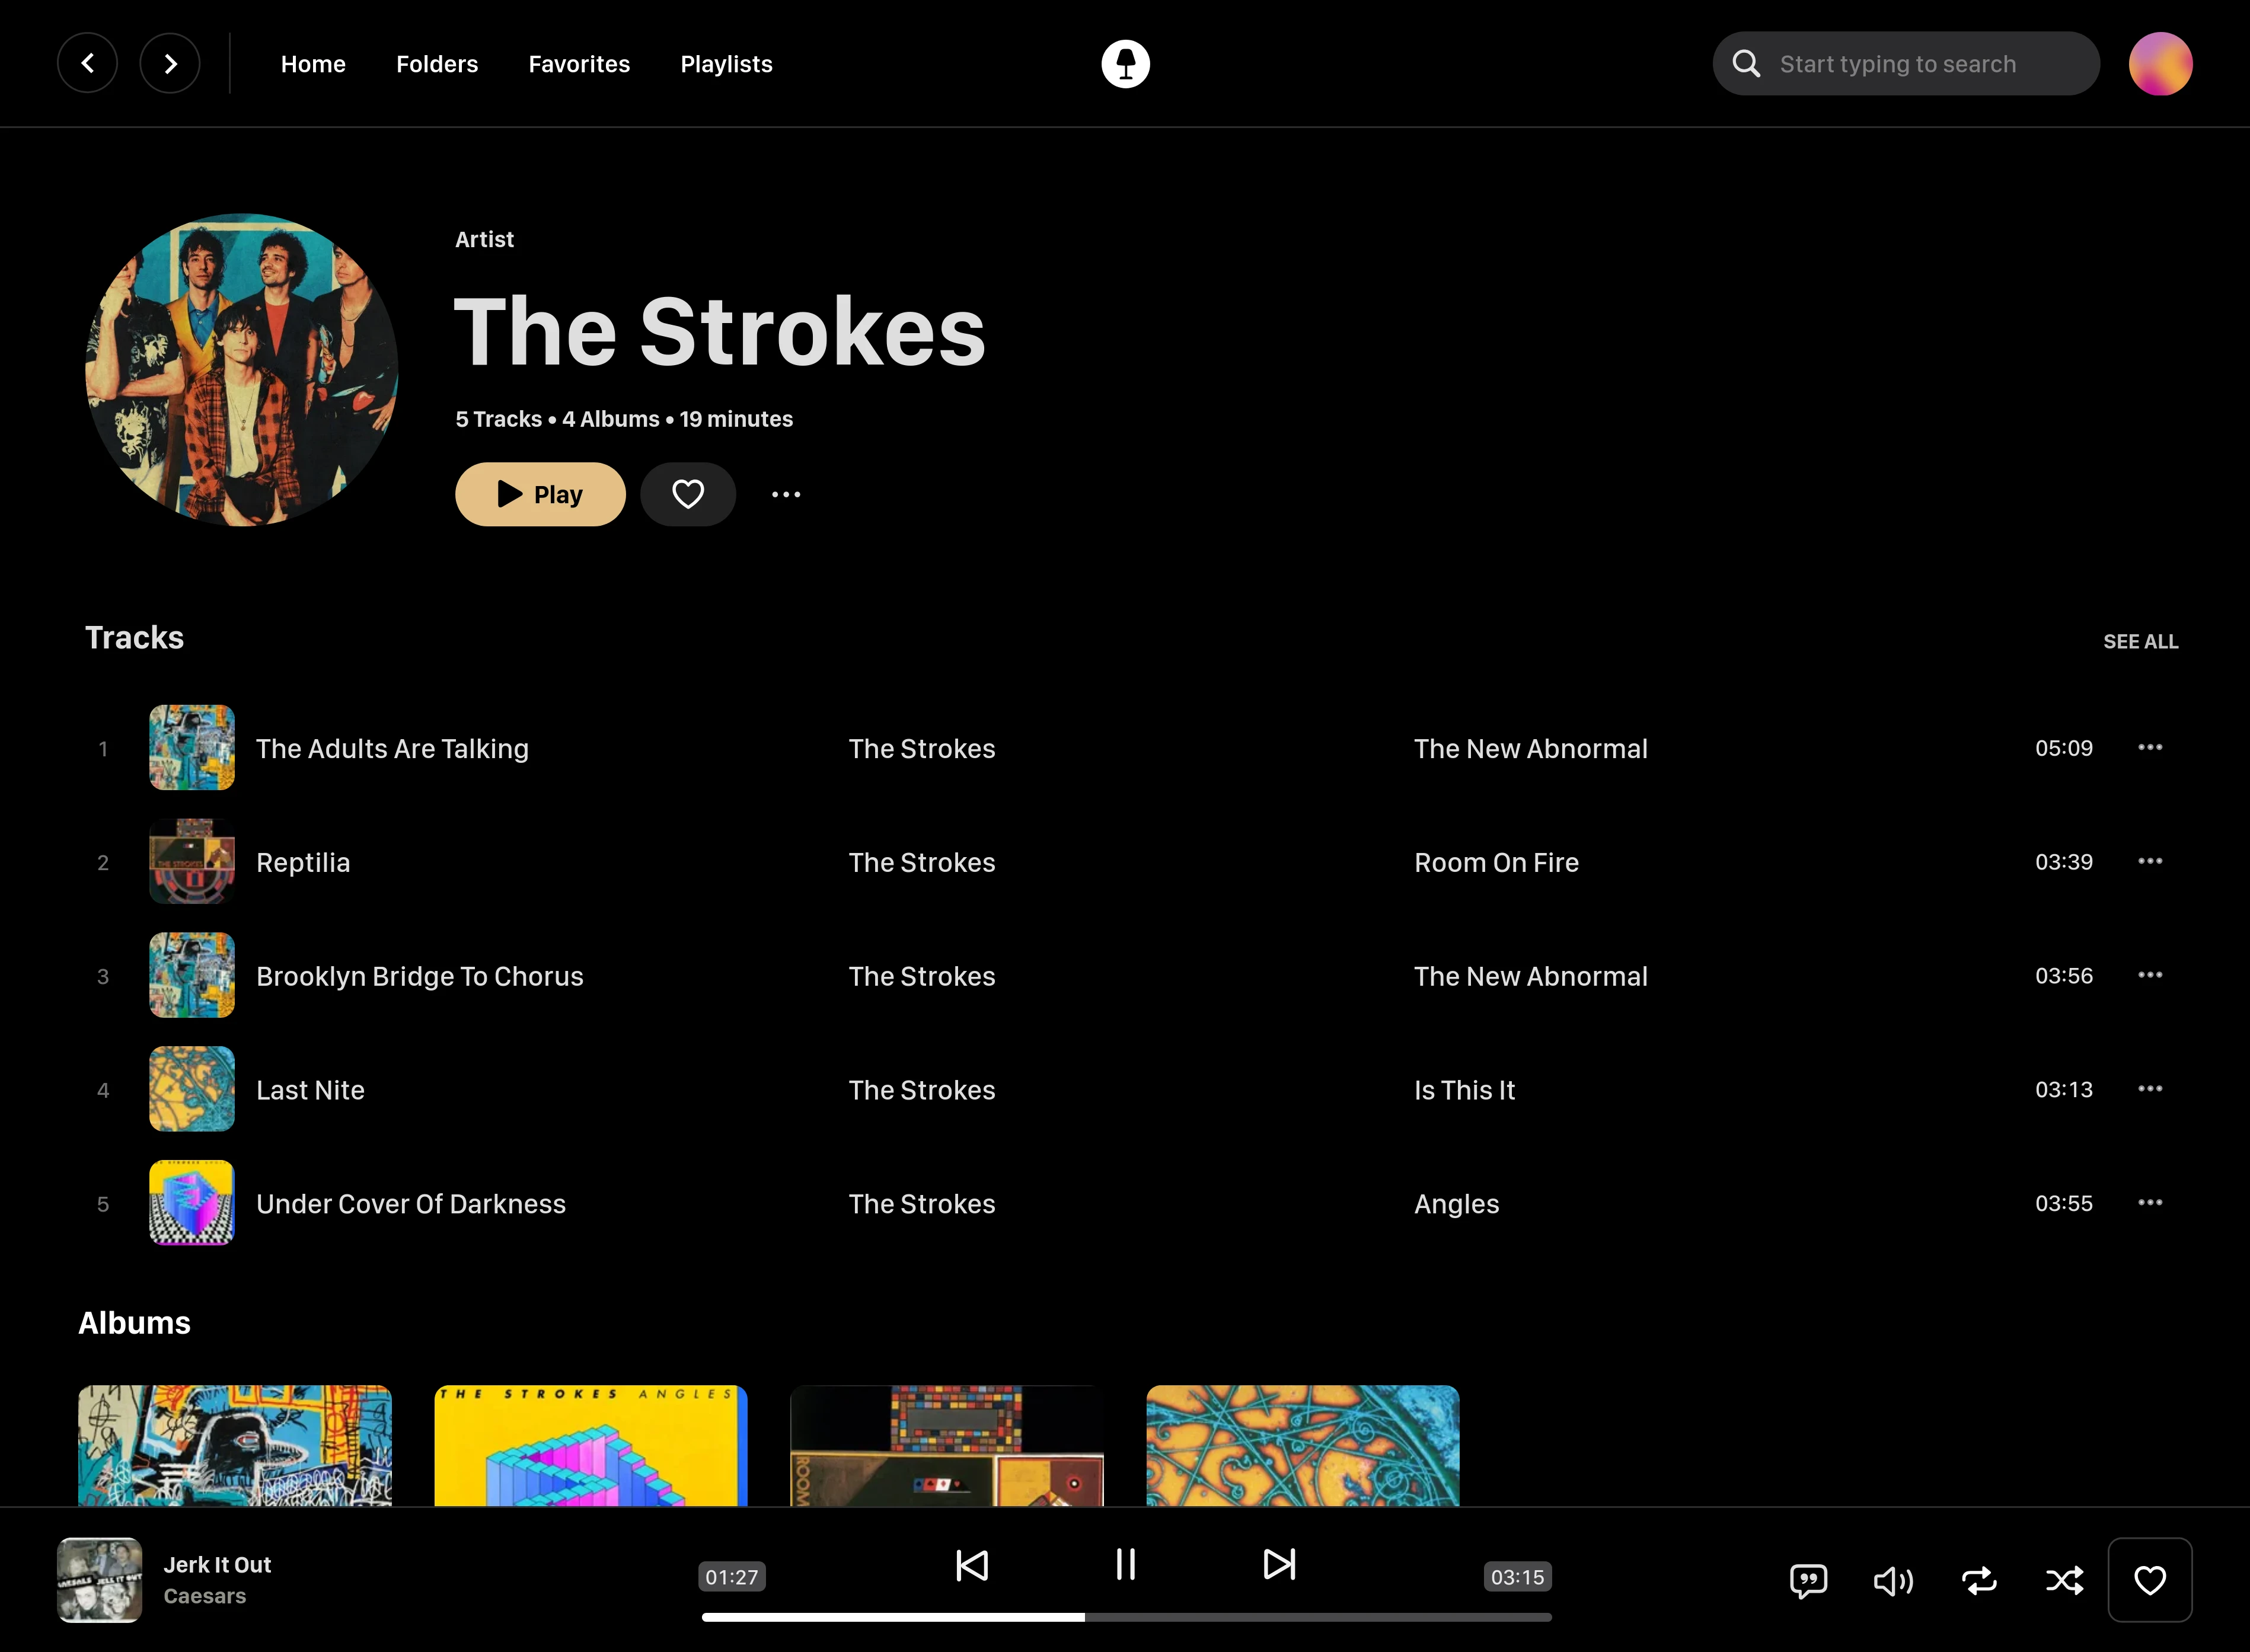 Home Folders Favorites Playlists
Start typing to search
Artist
The Strokes
5 Tracks • 4 Albums • 19 minutes
Play
Tracks
SEE ALL
1 The Adults Are Talking The Strokes The New Abnormal 05:09
2 Reptilia The Strokes Room On Fire 03:39
3 Brooklyn Bridge To Chorus The Strokes The New Abnormal 03:56
4 Last Nite The Strokes Is This It 03:13
5 Under Cover Of Darkness The Strokes Angles 03:55
Albums
THE STROKES ANGLES
ROOM
Jerk It Out
Caesars
01:27
03:15